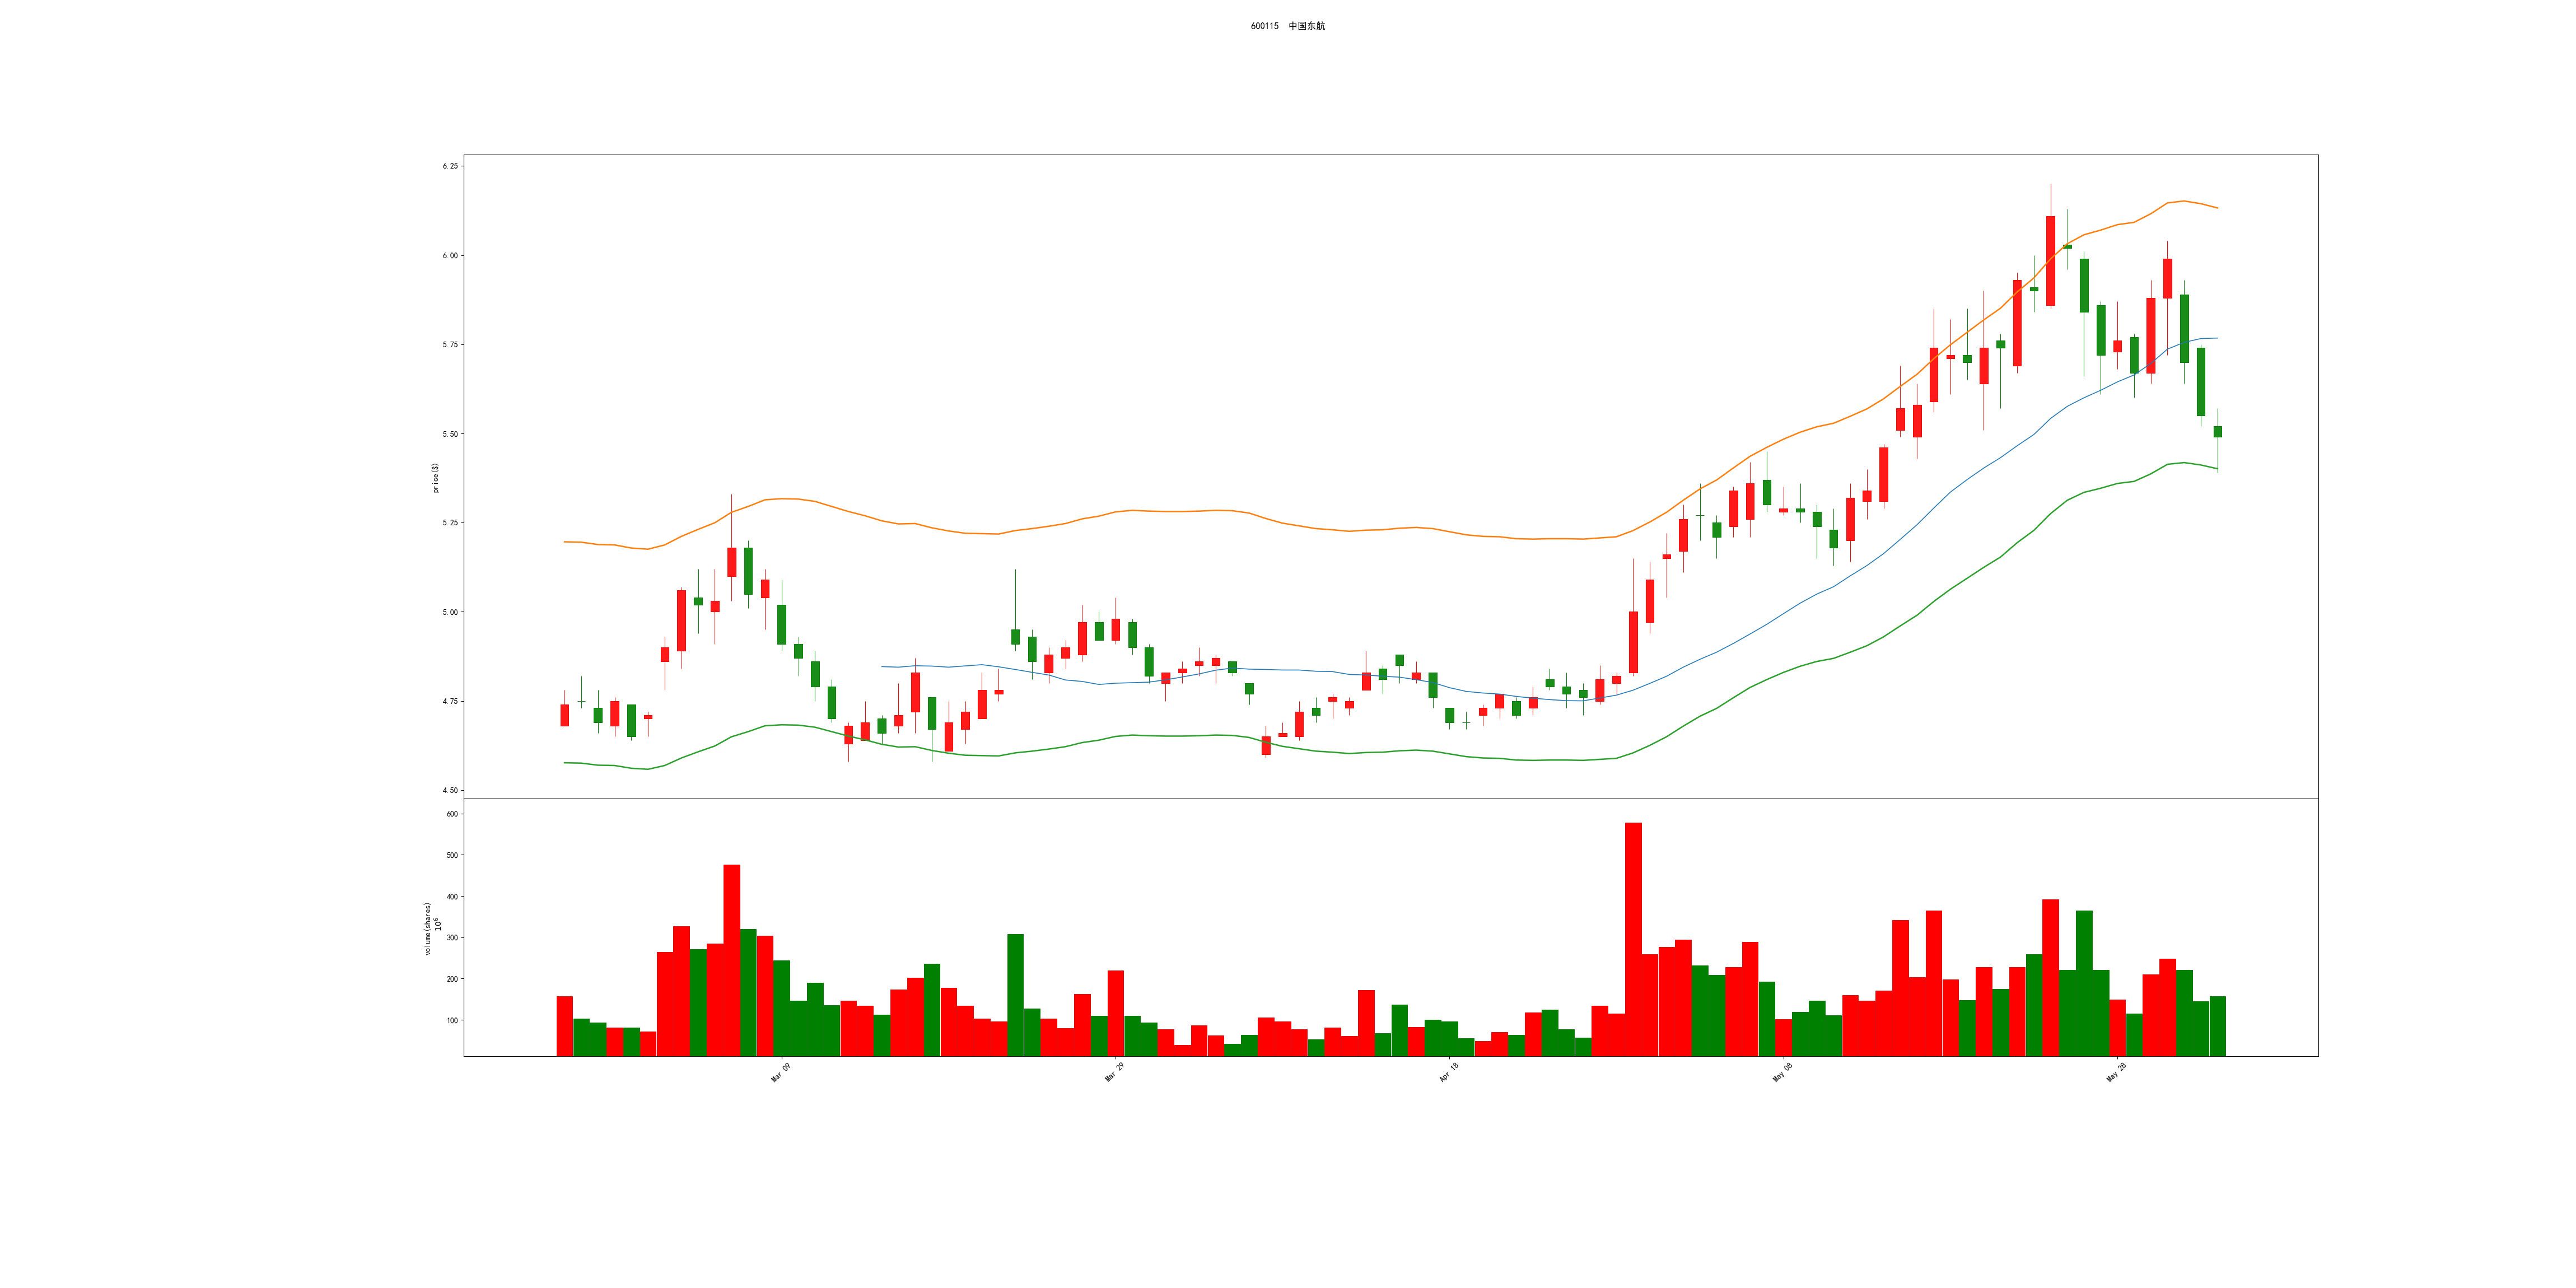 600115 中国东航
6.25
6.00
5.75
5.50
5.25
5.00
4.75
4.50
price($)
600
500
400
300
200
100
volume(shares)
10^6
Mar 09
Mar 29
Apr 18
May 08
May 28